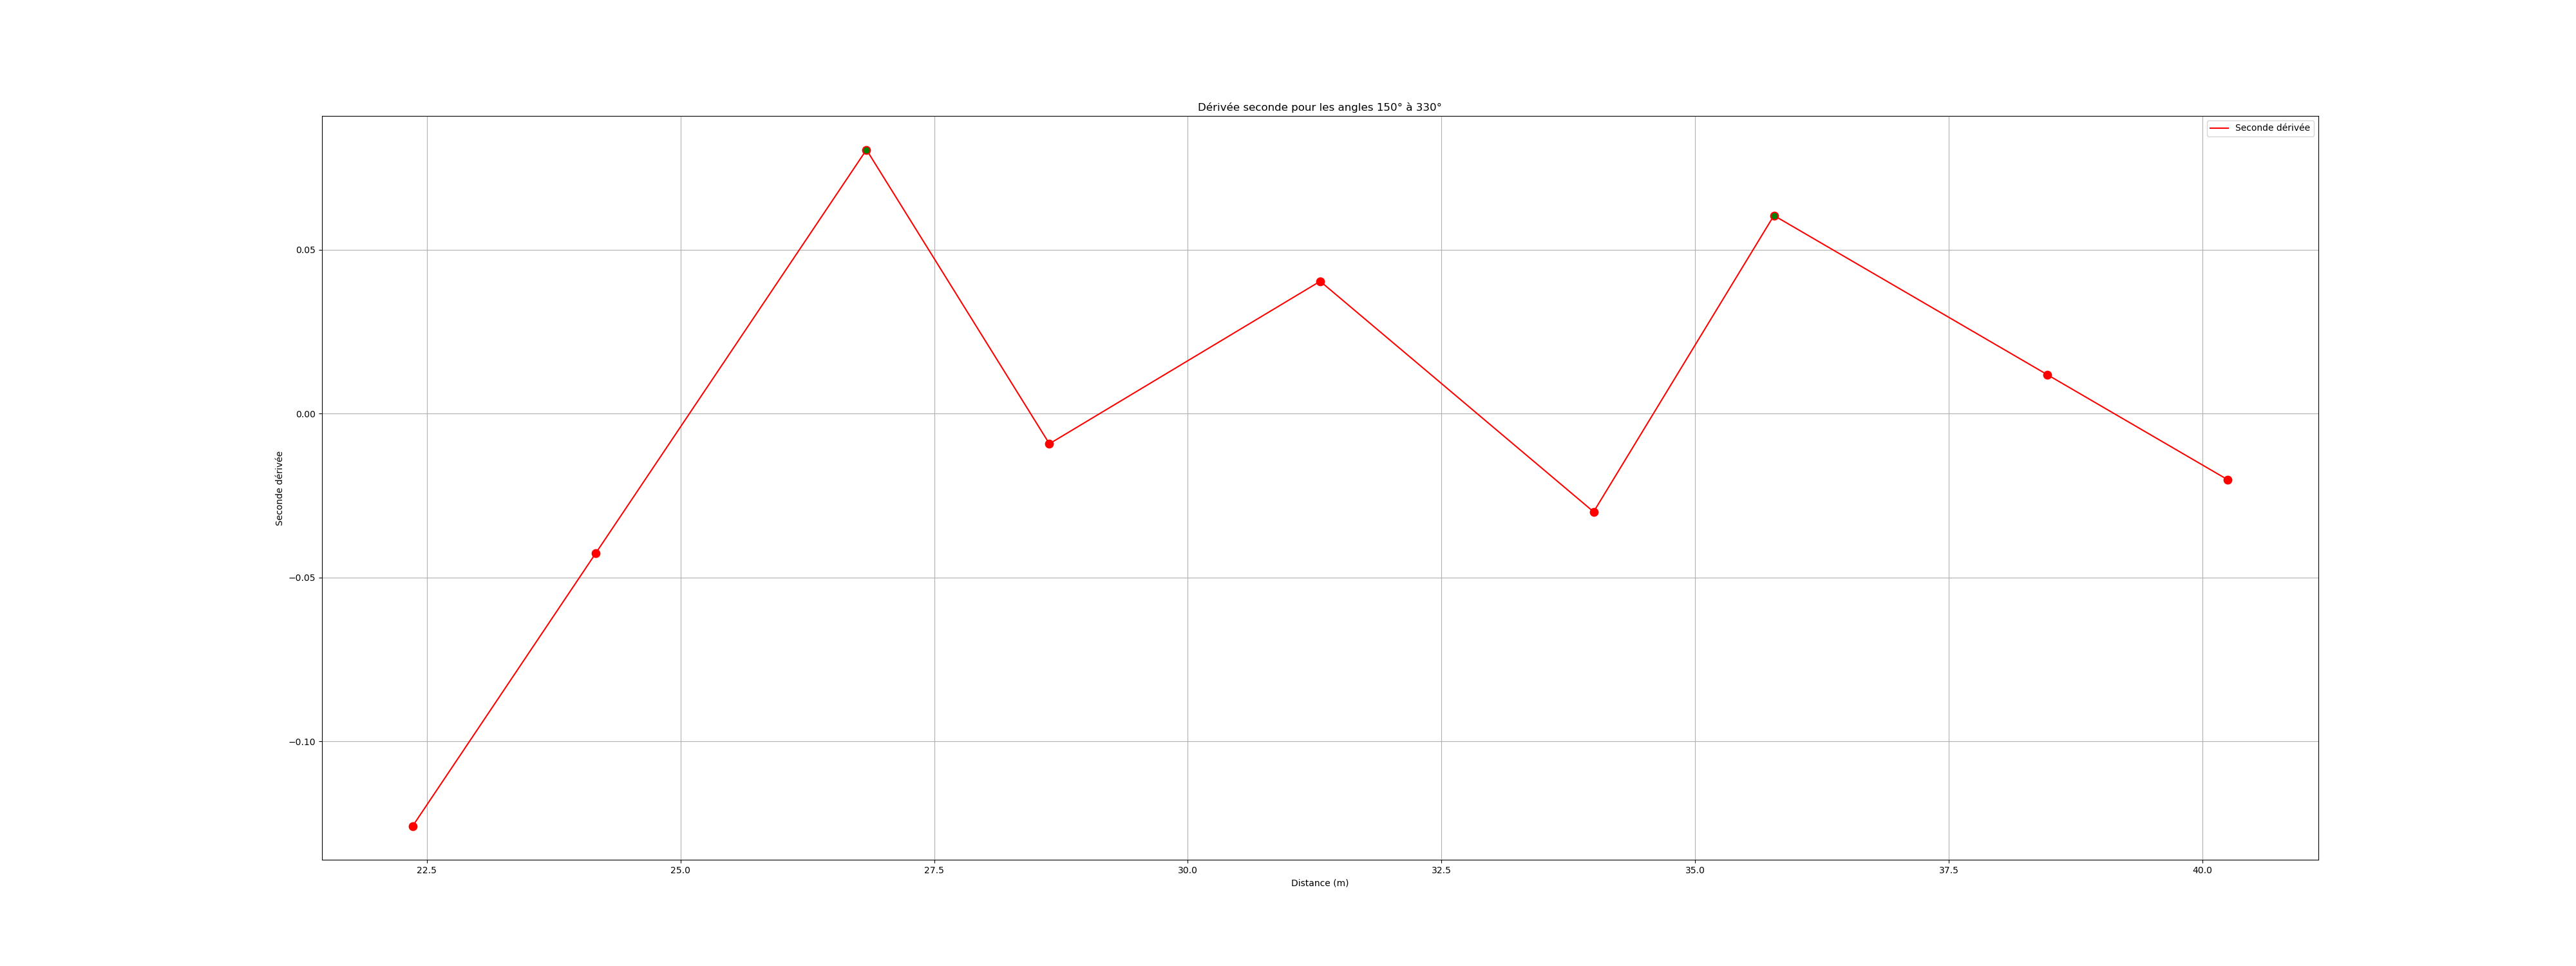 Dérivée seconde pour les angles 150° à 330°
Seconde dérivée
0.05
0.00
−0.05
−0.10
Seconde dérivée
22.5 25.0 27.5 30.0 32.5 35.0 37.5 40.0
Distance (m)